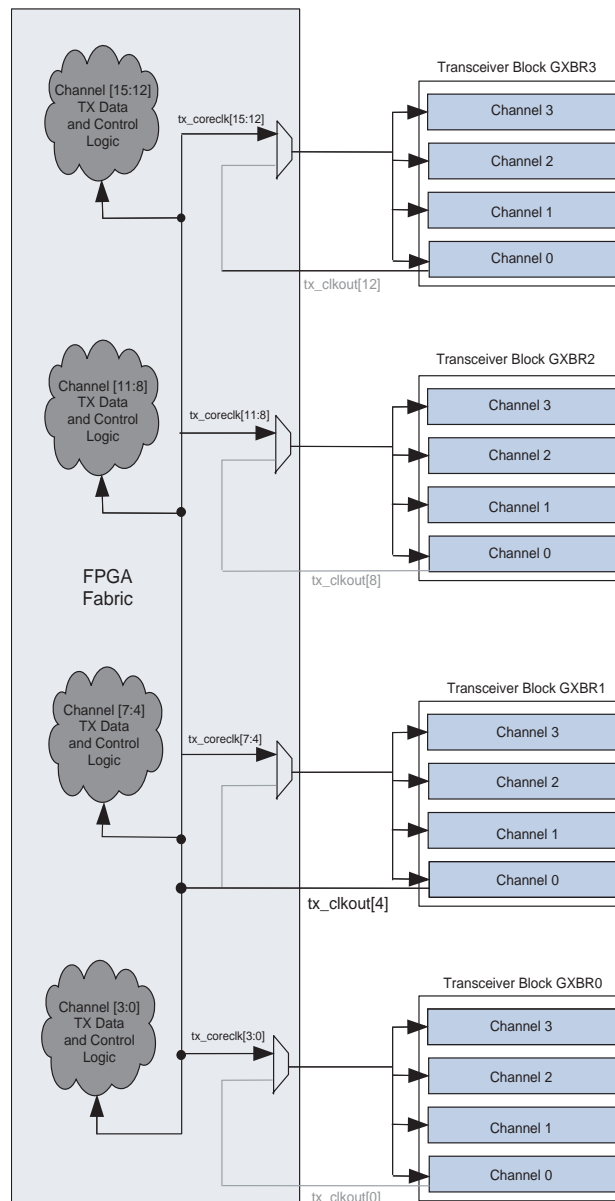 Transceiver Block GXBR3
Channel [15:12]
TX Data
and Control
Logic
tx_coreclk[15:12]
Channel 3
Channel 2
Channel 1
Channel 0
tx_clkout[12]
Transceiver Block GXBR2
Channel [11:8]
TX Data
and Control
Logic
tx_coreclk[11:8]
Channel 3
Channel 2
Channel 1
Channel 0
tx_clkout[8]
FPGA
Fabric
Transceiver Block GXBR1
Channel [7:4]
TX Data
and Control
Logic
tx_coreclk[7:4]
Channel 3
Channel 2
Channel 1
Channel 0
tx_clkout[4]
Transceiver Block GXBR0
Channel [3:0]
TX Data
and Control
Logic
tx_coreclk[3:0]
Channel 3
Channel 2
Channel 1
Channel 0
tx_clkout[0]